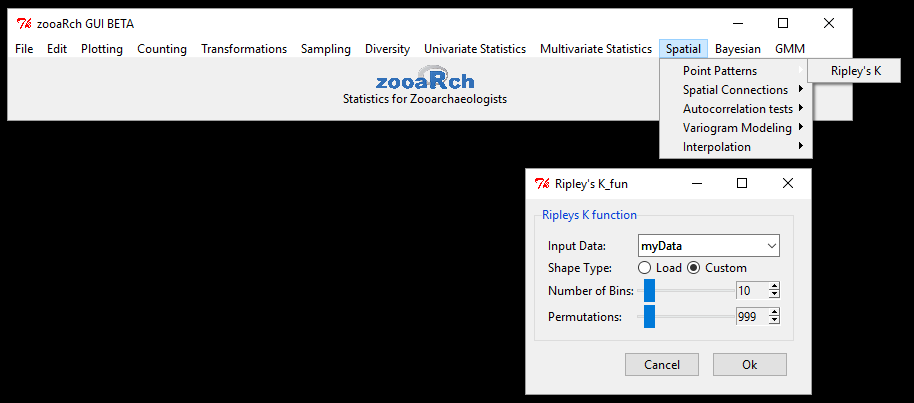 zooaRch GUI BETA
File Edit Plotting Counting Transformations Sampling Diversity Univariate Statistics Multivariate Statistics Spatial Bayesian GMM
zooaRch
Statistics for Zooarchaeologists
Point Patterns
Ripley's K
Spatial Connections
Autocorrelation tests
Variogram Modeling
Interpolation
Ripley's K_fun
Ripleys K function
Input Data: myData
Shape Type: Load Custom
Number of Bins: 10
Permutations: 999
Cancel Ok